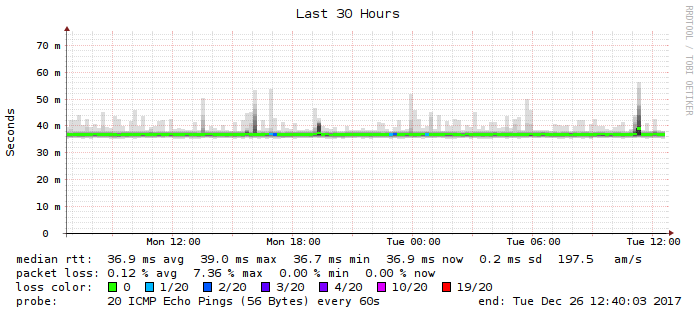 Last 30 Hours
RRDTOOL / TOBI OETIKER
Seconds
70 m
60 m
50 m
40 m
30 m
20 m
10 m
0
Mon 12:00 Mon 18:00 Tue 00:00 Tue 06:00 Tue 12:00
median rtt: 36.9 ms avg 39.0 ms max 36.7 ms min 36.9 ms now 0.2 ms sd 197.5 am/s
packet loss: 0.12 % avg 7.36 % max 0.00 % min 0.00 % now
loss color: 0 1/20 2/20 3/20 4/20 10/20 19/20
probe: 20 ICMP Echo Pings (56 Bytes) every 60s end: Tue Dec 26 12:40:03 2017